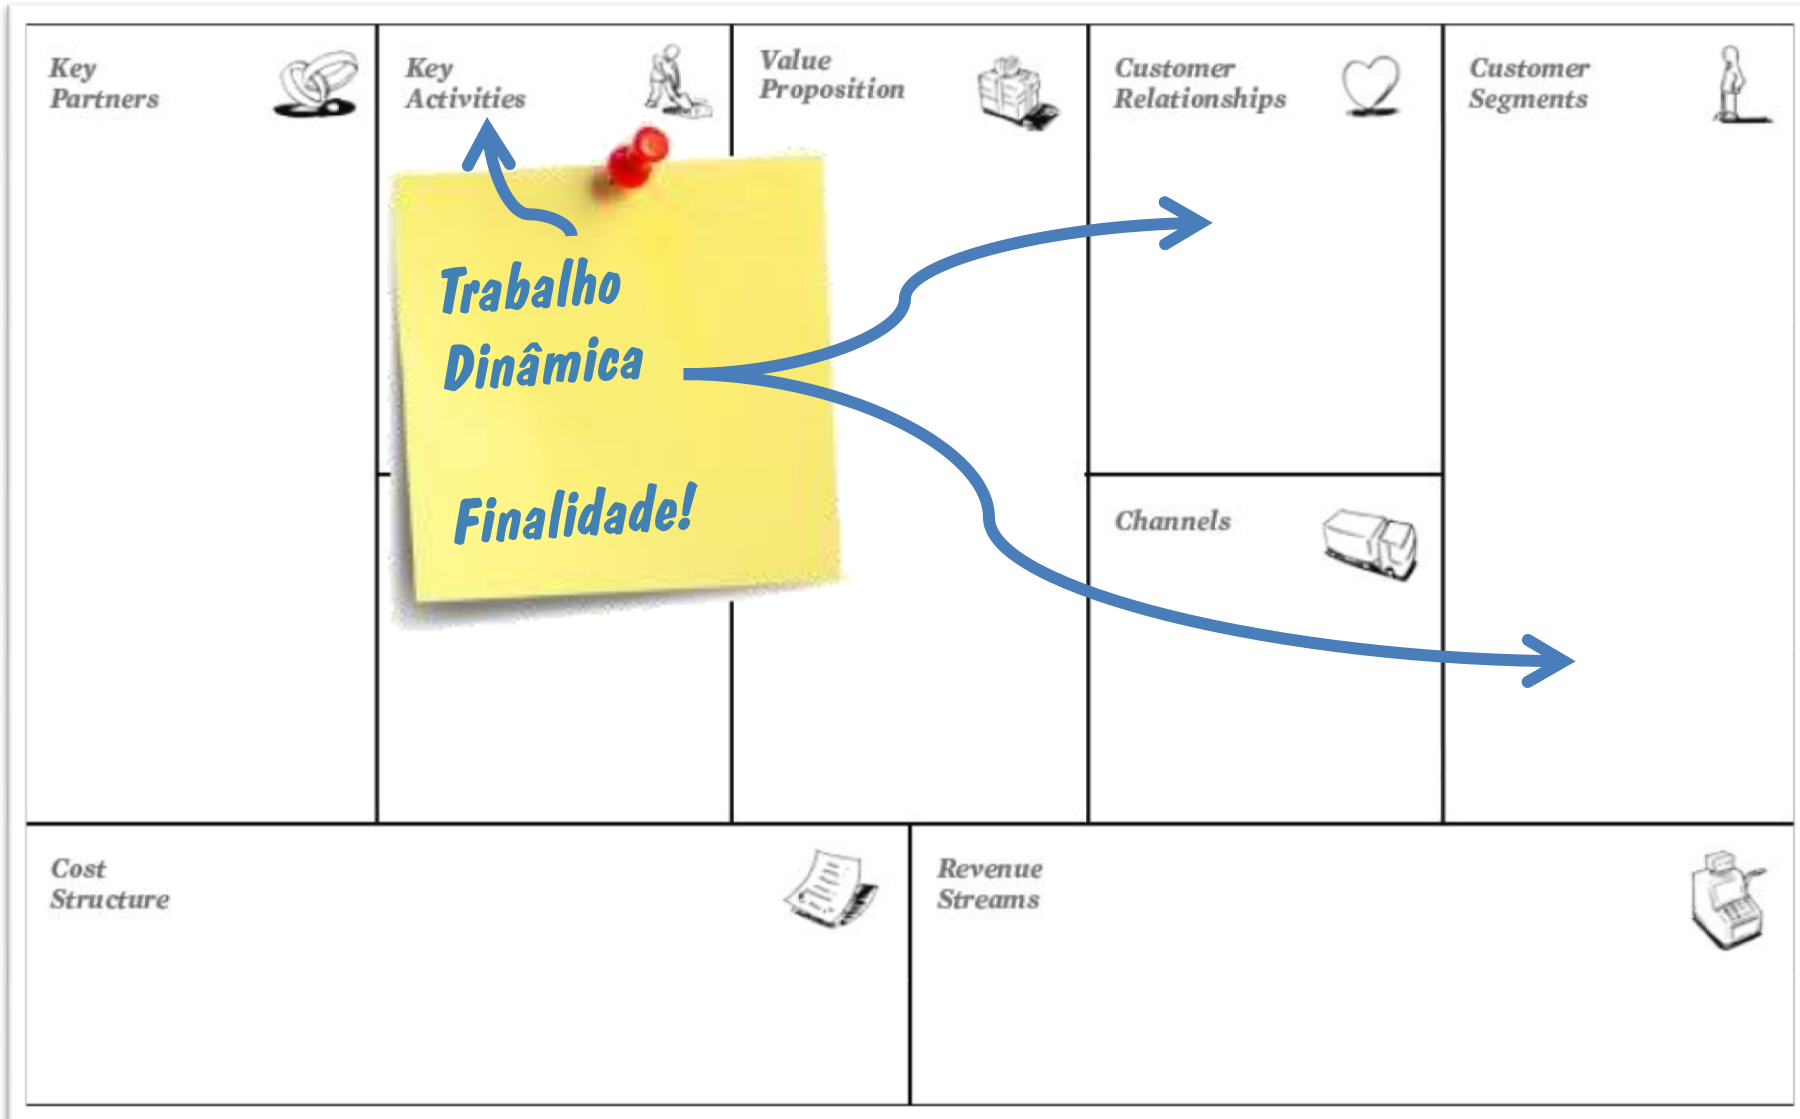 Key
Partners
Key
Activities
Value
Proposition
Customer
Relationships
Customer
Segments
Trabalho
Dinâmica
Finalidade!
Channels
Cost
Structure
Revenue
Streams